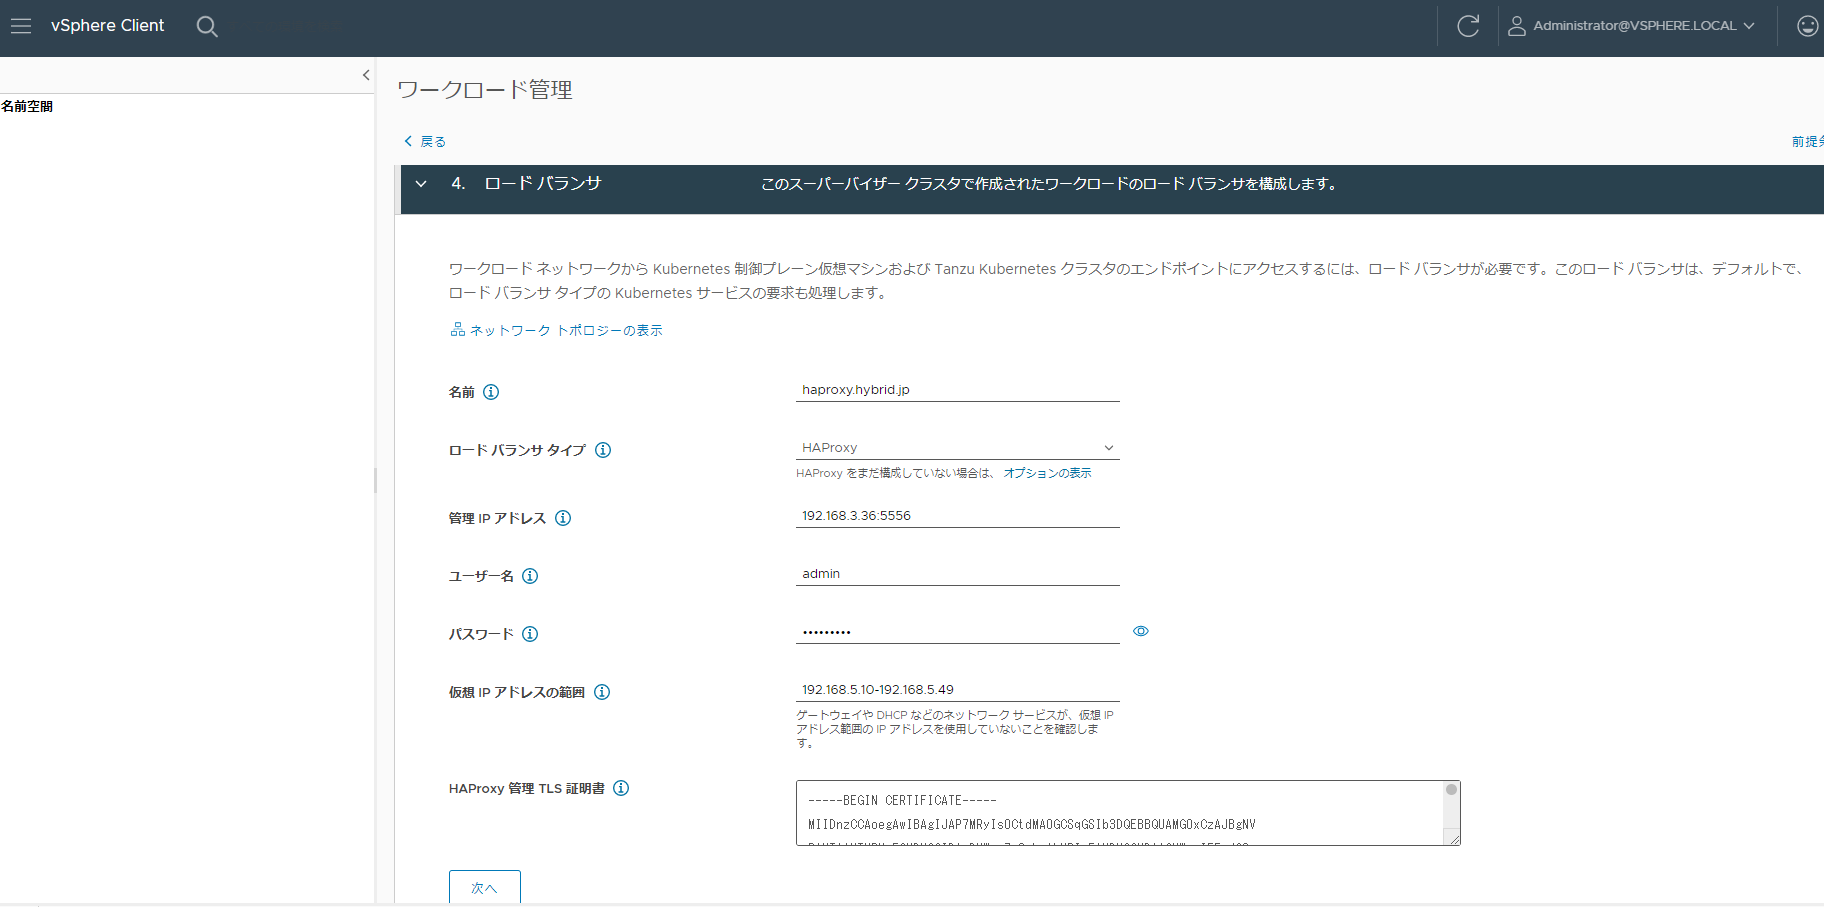 vSphere Client
Administrator@VSPHERE.LOCAL
名前空間
ワークロード管理
戻る
前提
4. ロード バランサ このスーパーバイザー クラスタで作成されたワークロードのロード バランサを構成します。
ワークロード ネットワークから Kubernetes 制御プレーン仮想マシンおよび Tanzu Kubernetes クラスタのエンドポイントにアクセスするには、ロード バランサが必要です。このロード バランサは、デフォルトで、
ロード バランサ タイプの Kubernetes サービスの要求も処理します。
ネットワーク トポロジーの表示
名前 haproxy.hybrid.jp
ロード バランサ タイプ HAProxy
HAProxy をまだ構成していない場合は、 オプションの表示
管理 IP アドレス 192.168.3.36:5556
ユーザー名 admin
パスワード •••••••••
仮想 IP アドレスの範囲 192.168.5.10-192.168.5.49
ゲートウェイや DHCP などのネットワーク サービスが、仮想 IP
アドレス範囲の IP アドレスを使用していないことを確認しま
す。
HAProxy 管理 TLS 証明書
-----BEGIN CERTIFICATE-----
MIIDnzCCAoegAwIBAgIJAP7MRyIsOCtdMA0GCSqGSIb3DQEBBQUAMGOxCzAJBgNV
次へ